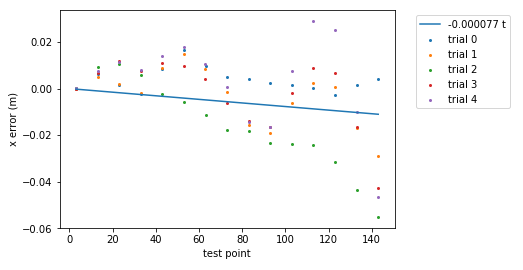 0.02
0.00
−0.02
−0.04
−0.06
x error (m)
0
20
40
60
80
100
120
140
test point
-0.000077 t
trial 0
trial 1
trial 2
trial 3
trial 4